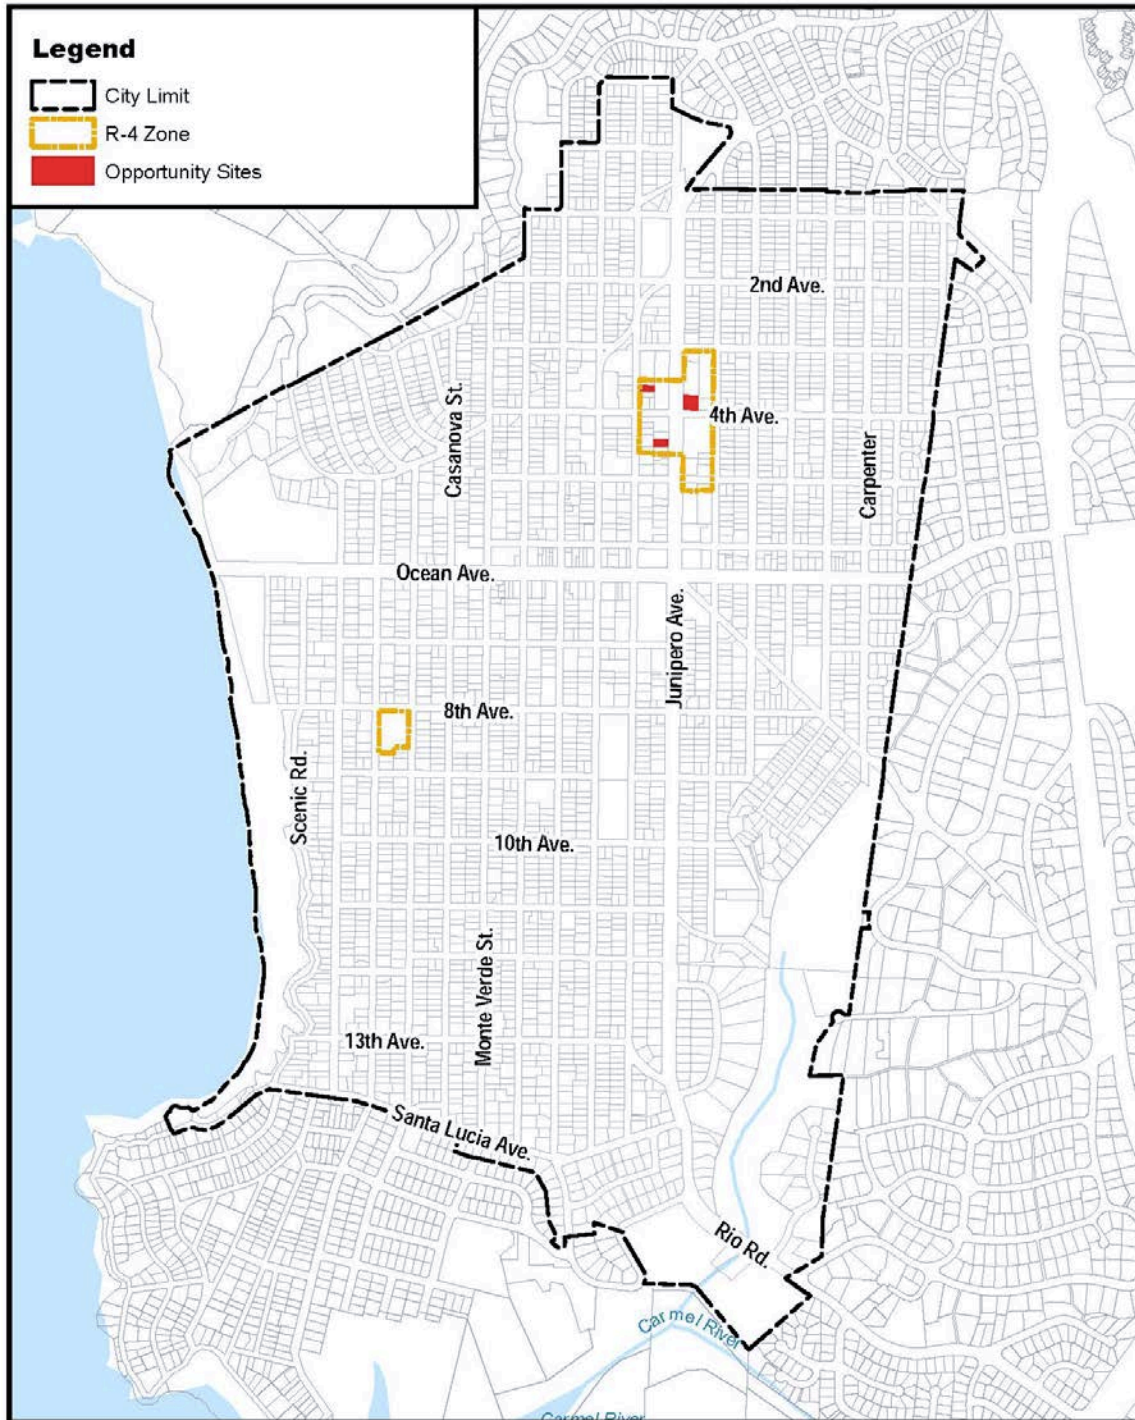 Legend
City Limit
R-4 Zone
Opportunity Sites
2nd Ave.
Casanova St.
4th Ave.
Carpenter
Ocean Ave.
Junipero Ave.
8th Ave.
Scenic Rd.
10th Ave.
Monte Verde St.
13th Ave.
Santa Lucia Ave.
Rio Rd.
Carmel River
Carmel River